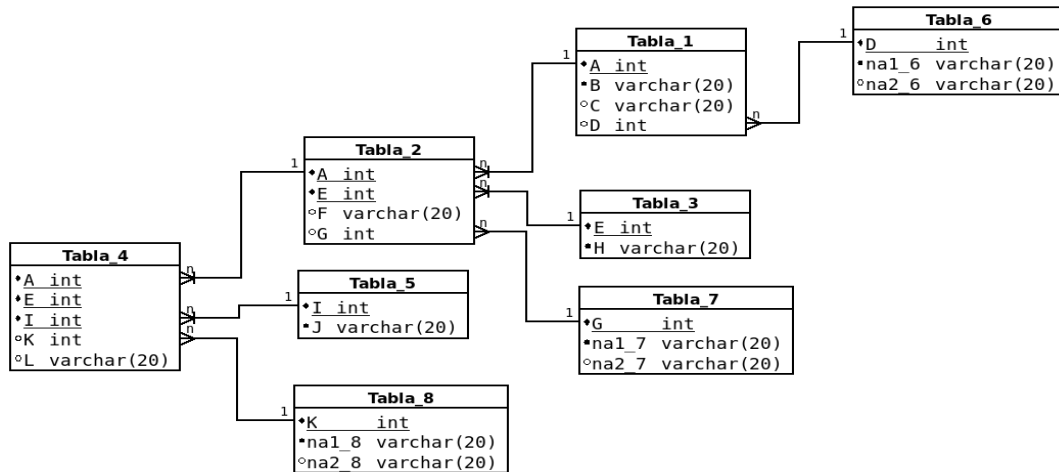 Tabla_6
D int
na1_6 varchar(20)
na2_6 varchar(20)
1
Tabla_1
A int
B varchar(20)
C varchar(20)
D int
1
n
Tabla_2
A int
E int
F varchar(20)
G int
1
n
n
n
Tabla_3
E int
H varchar(20)
1
Tabla_4
A int
E int
I int
K int
L varchar(20)
n
n
n
Tabla_5
I int
J varchar(20)
1
Tabla_7
G int
na1_7 varchar(20)
na2_7 varchar(20)
1
Tabla_8
K int
na1_8 varchar(20)
na2_8 varchar(20)
1